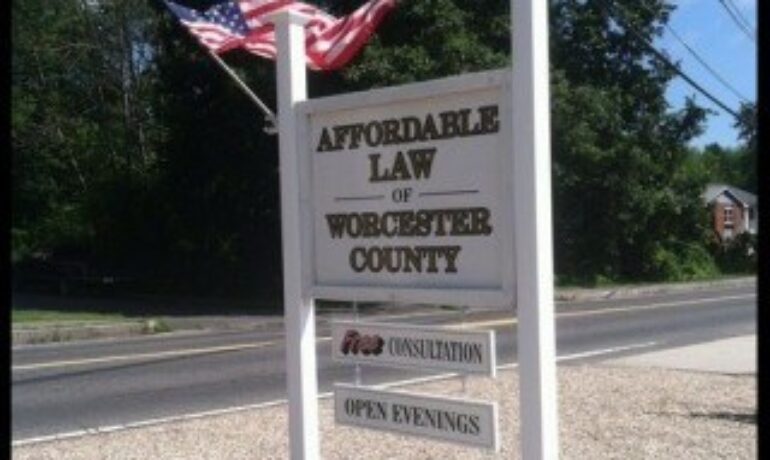 AFFORDABLE
LAW
OF
WORCESTER
COUNTY
Free CONSULTATION
OPEN EVENINGS